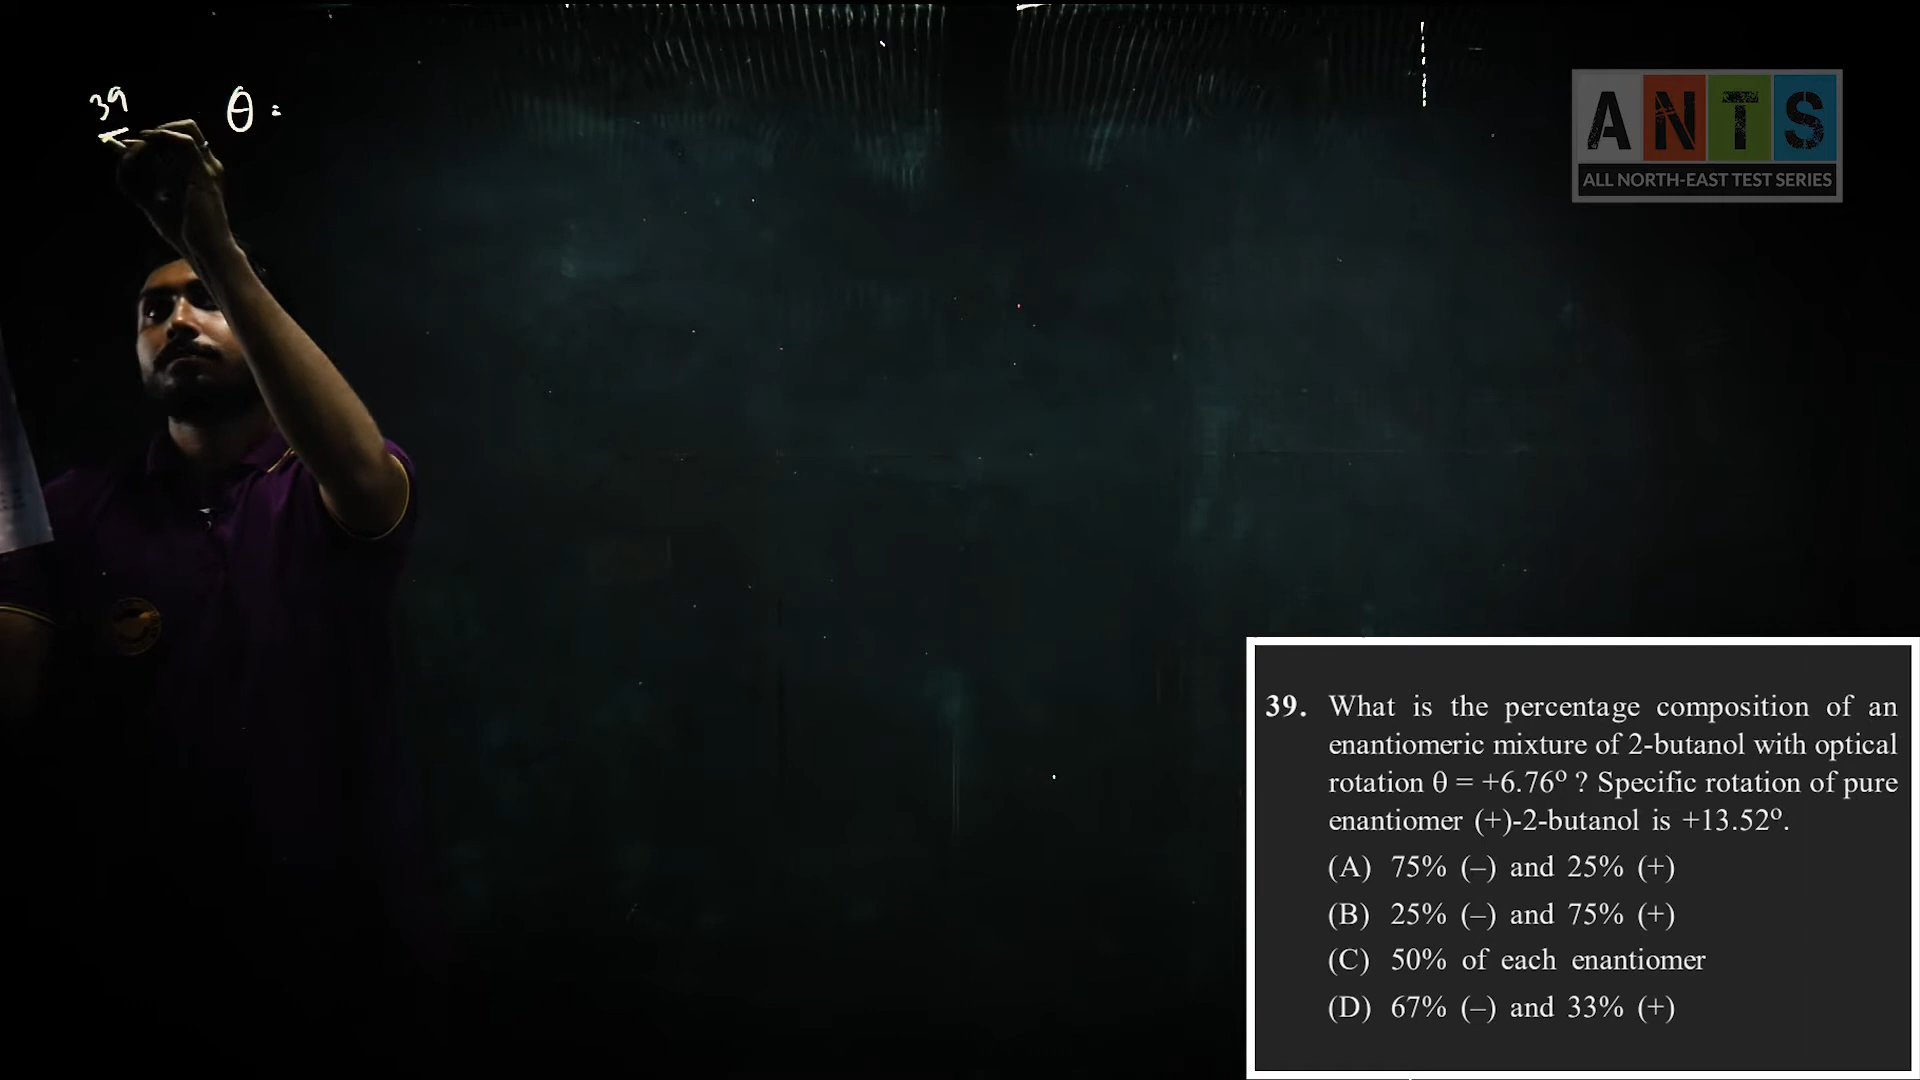 39 θ =
ANTS
ALL NORTH-EAST TEST SERIES
39. What is the percentage composition of an
enantiomeric mixture of 2-butanol with optical
rotation θ = +6.76° ? Specific rotation of pure
enantiomer (+)-2-butanol is +13.52°.
(A) 75% (–) and 25% (+)
(B) 25% (–) and 75% (+)
(C) 50% of each enantiomer
(D) 67% (–) and 33% (+)